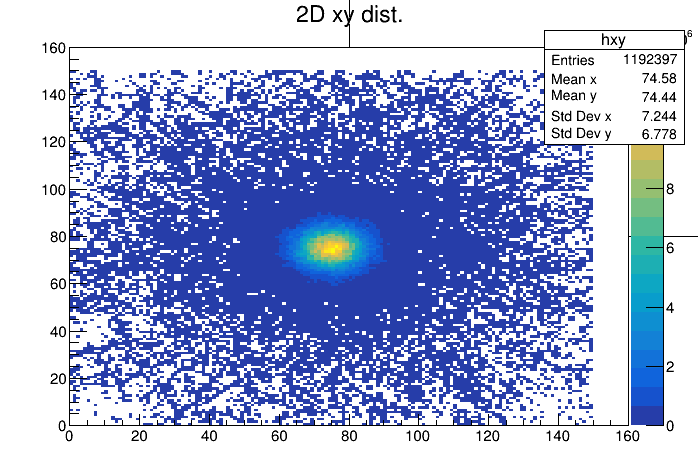 2D xy dist.
hxy
Entries 1192397
Mean x 74.58
Mean y 74.44
Std Dev x 7.244
Std Dev y 6.778
6
160
140
120
100
80
60
40
20
0
8
6
4
2
0
0 20 40 60 80 100 120 140 160